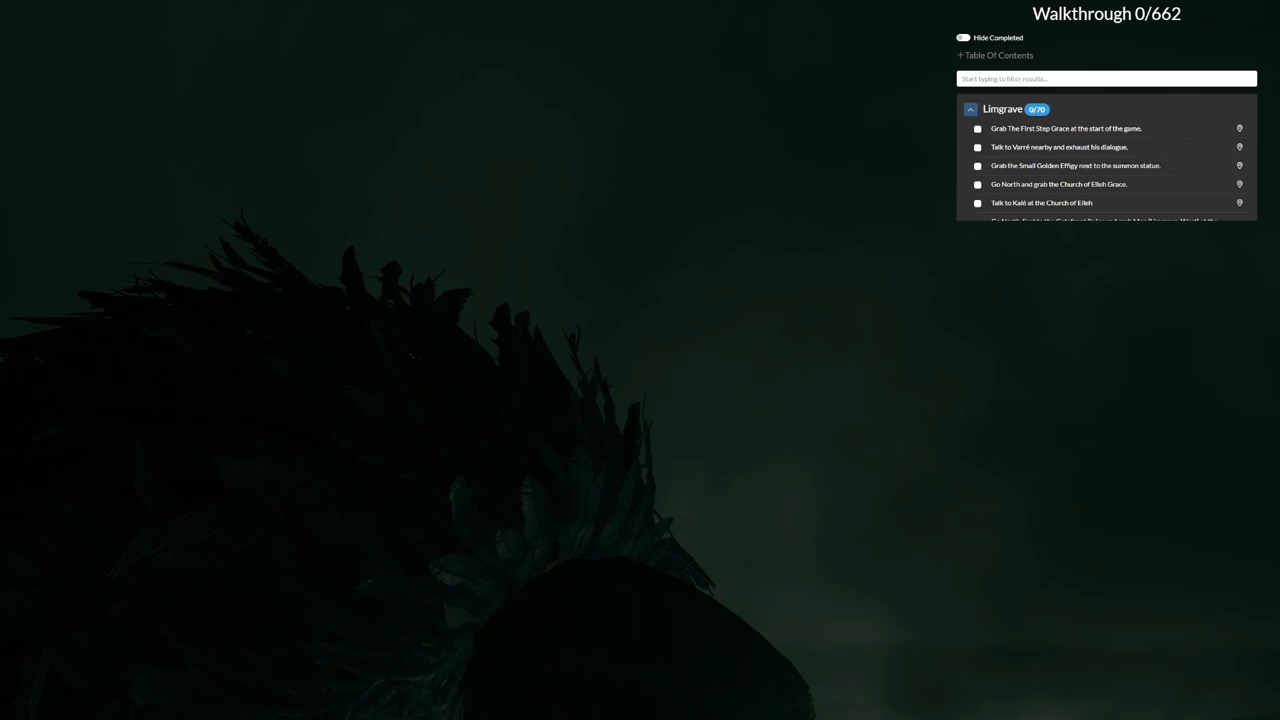 Walkthrough 0/662
Hide Completed
+Table Of Contents
Start typing to filter results...
Limgrave 0/70
Grab The First Step Grace at the start of the game.
Talk to Varré nearby and exhaust his dialogue.
Grab the Small Golden Effigy next to the summon statue.
Go North and grab the Church of Elleh Grace.
Talk to Kalé at the Church of Elleh